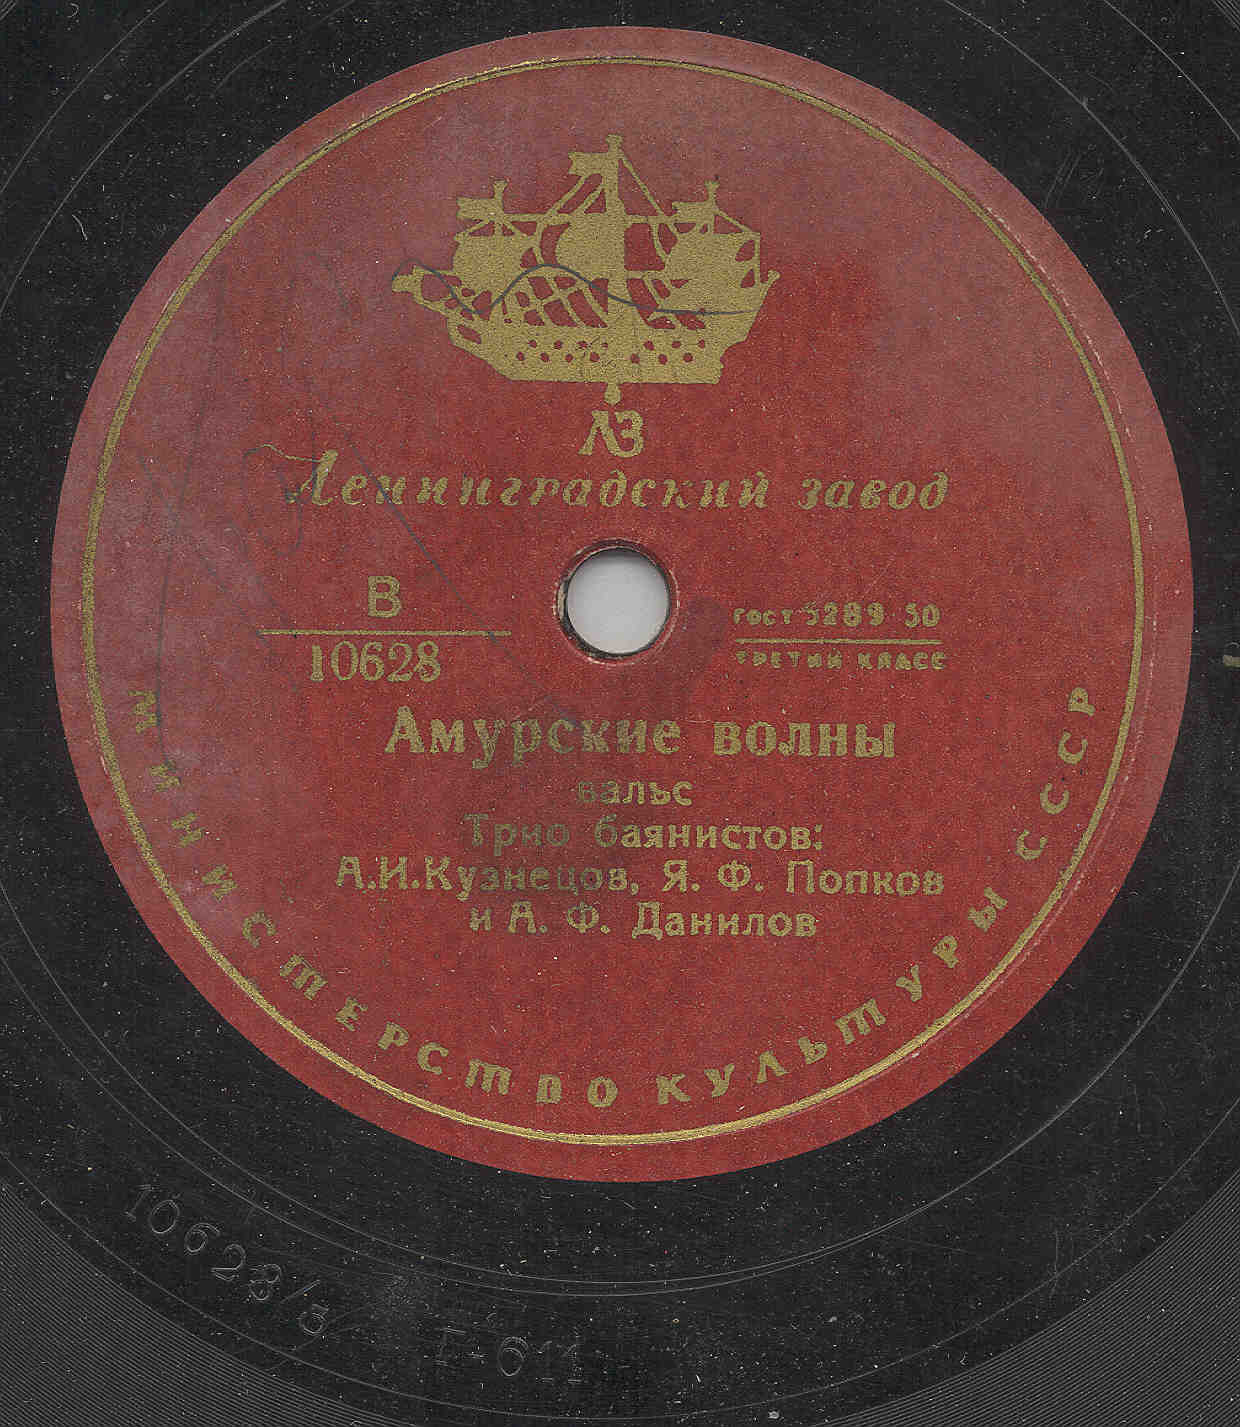 ЛЗ
Ленинградский завод
В
10628
ГОСТ 5289-50
ТРЕТИЙ КЛАСС
Амурские волны
вальс
Трио баянистов:
А.И.Кузнецов, Я. Ф. Попков
и А. Ф. Данилов
МИНИСТЕРСТВО КУЛЬТУРЫ СССР
10628/3 I-611